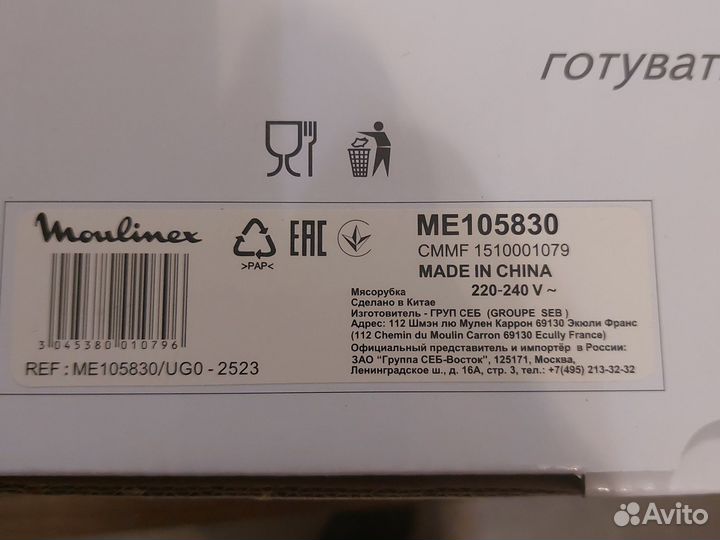 готуват
Moulinex
>PAP<
EAC
ME105830
CMMF 1510001079
MADE IN CHINA
220-240 V ~
Мясорубка
Сделано в Китае
Изготовитель - ГРУП СЕБ (GROUPE SEB )
Адрес: 112 Шмэн лю Мулен Каррон 69130 Экюли Франс
(112 Chemin du Moulin Carron 69130 Ecully France)
Официальный представитель и импортёр в России:
ЗАО "Группа СЕБ-Восток", 125171, Москва,
Ленинградское ш., д. 16А, стр. 3, тел.: +7(495) 213-32-32
3 045380 010796
REF : ME105830/UG0 - 2523
Avito